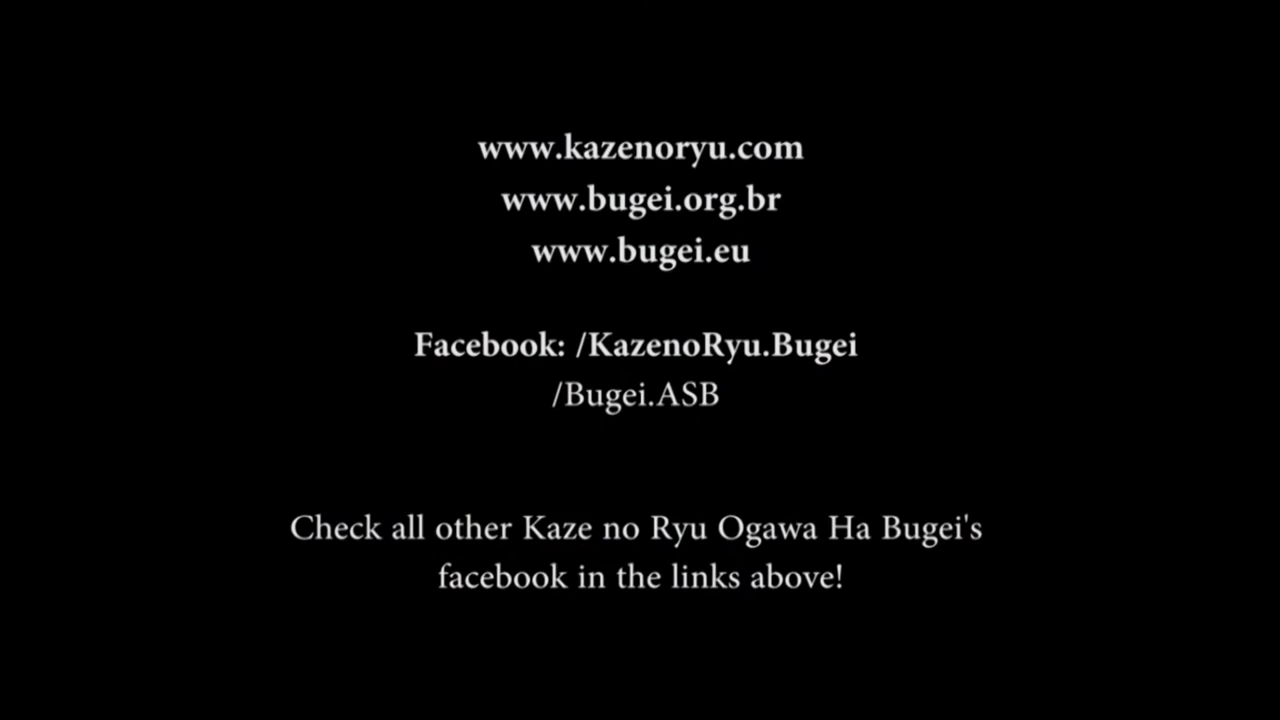 www.kazenoryu.com
www.bugei.org.br
www.bugei.eu
Facebook: /KazenoRyu.Bugei
/Bugei.ASB
Check all other Kaze no Ryu Ogawa Ha Bugei's
facebook in the links above!